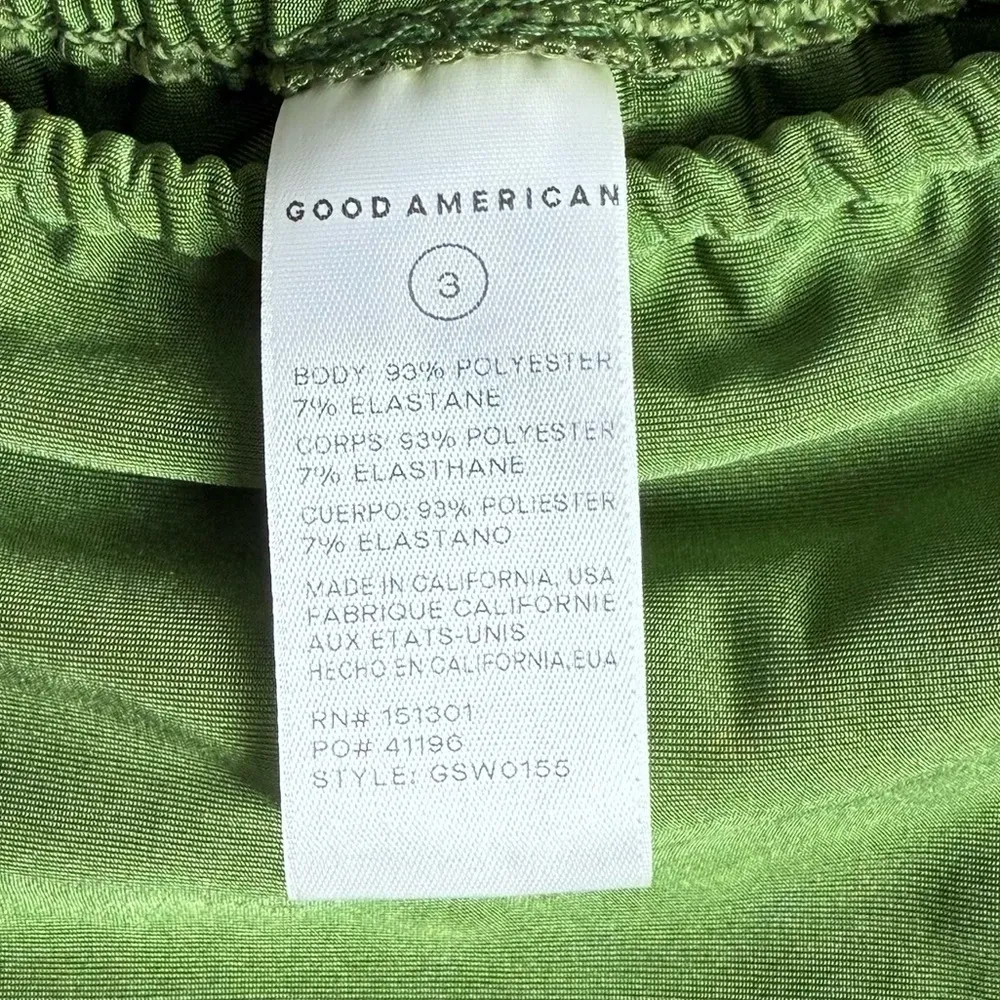 GOOD AMERICAN
3
BODY: 93% POLYESTER
7% ELASTANE
CORPS: 93% POLYESTER
7% ELASTHANE
CUERPO: 93% POLIESTER
7% ELASTANO
MADE IN CALIFORNIA, USA
FABRIQUE CALIFORNIE
AUX ETATS-UNIS
HECHO EN CALIFORNIA, EUA
RN# 151301
PO# 41196
STYLE: GSW0155